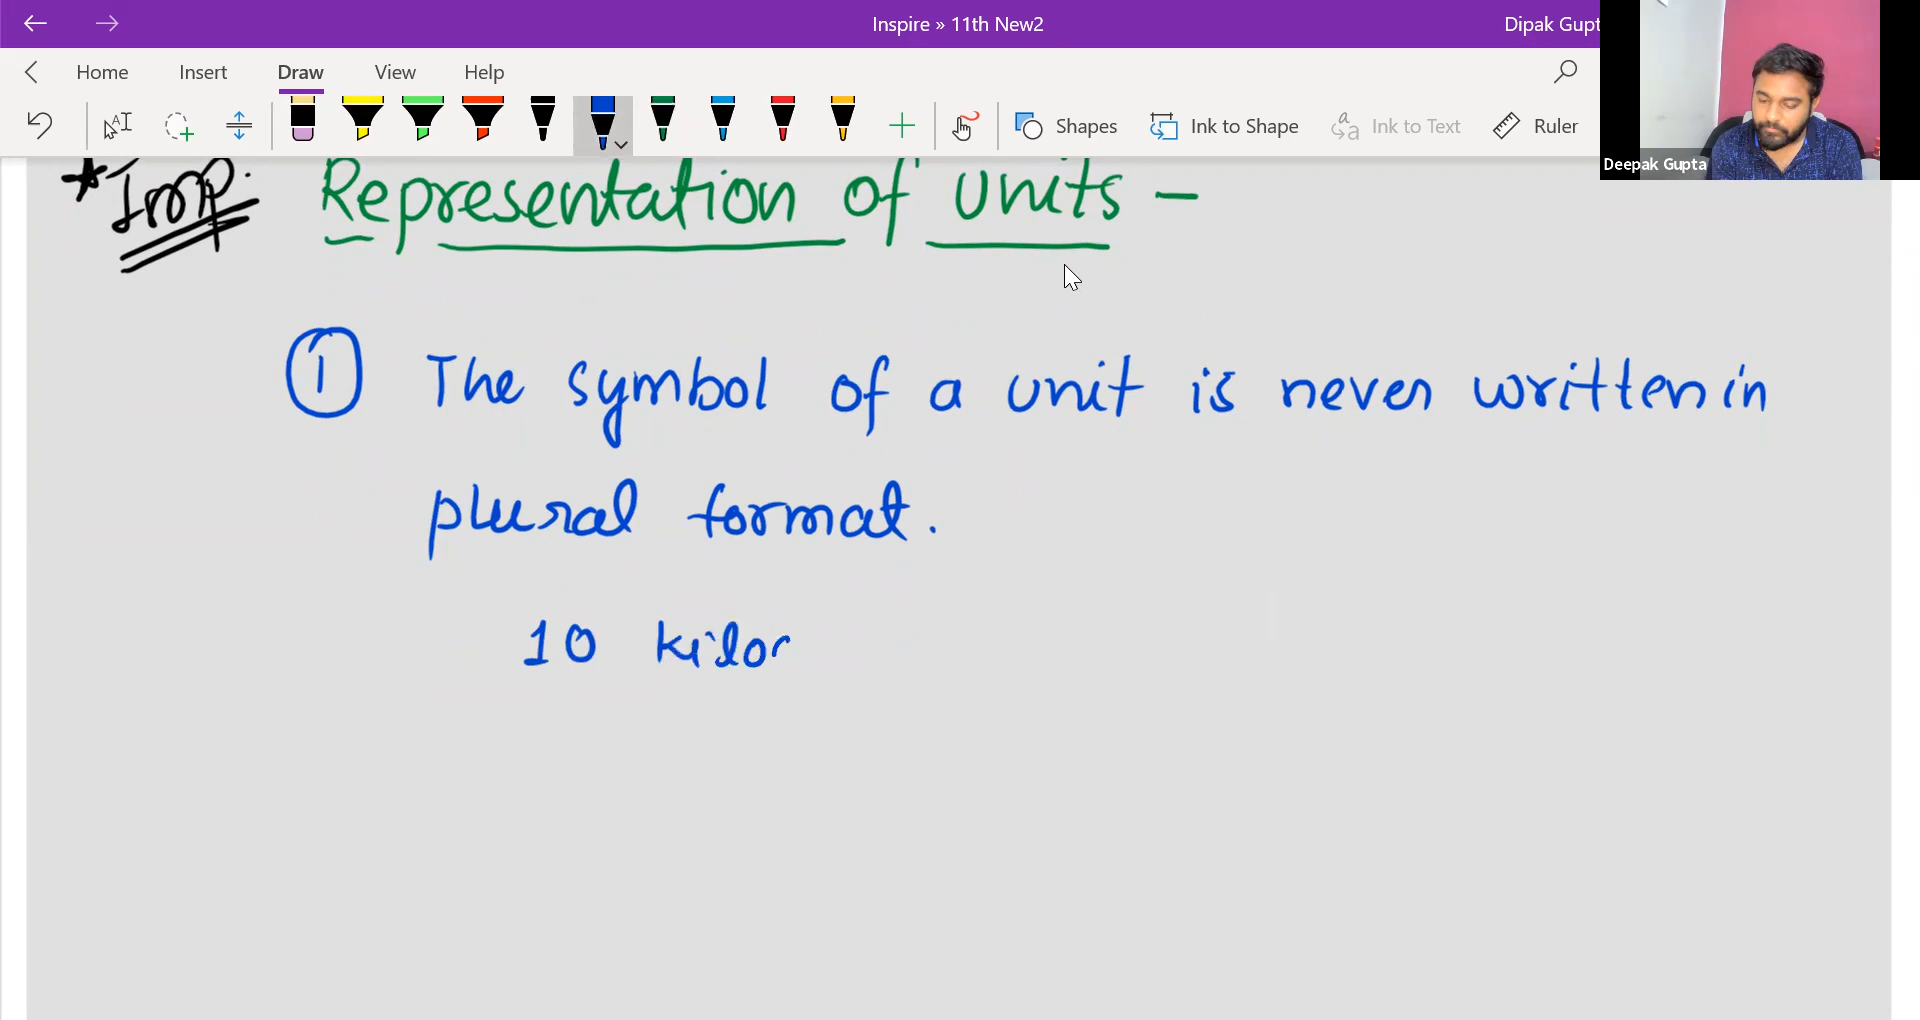 Inspire » 11th New2
Dipak Gupt
Home Insert Draw View Help
Shapes Ink to Shape Ink to Text Ruler
Deepak Gupta
*Imp. Representation of units -
① The symbol of a unit is never written in
plural format.
10 kilo